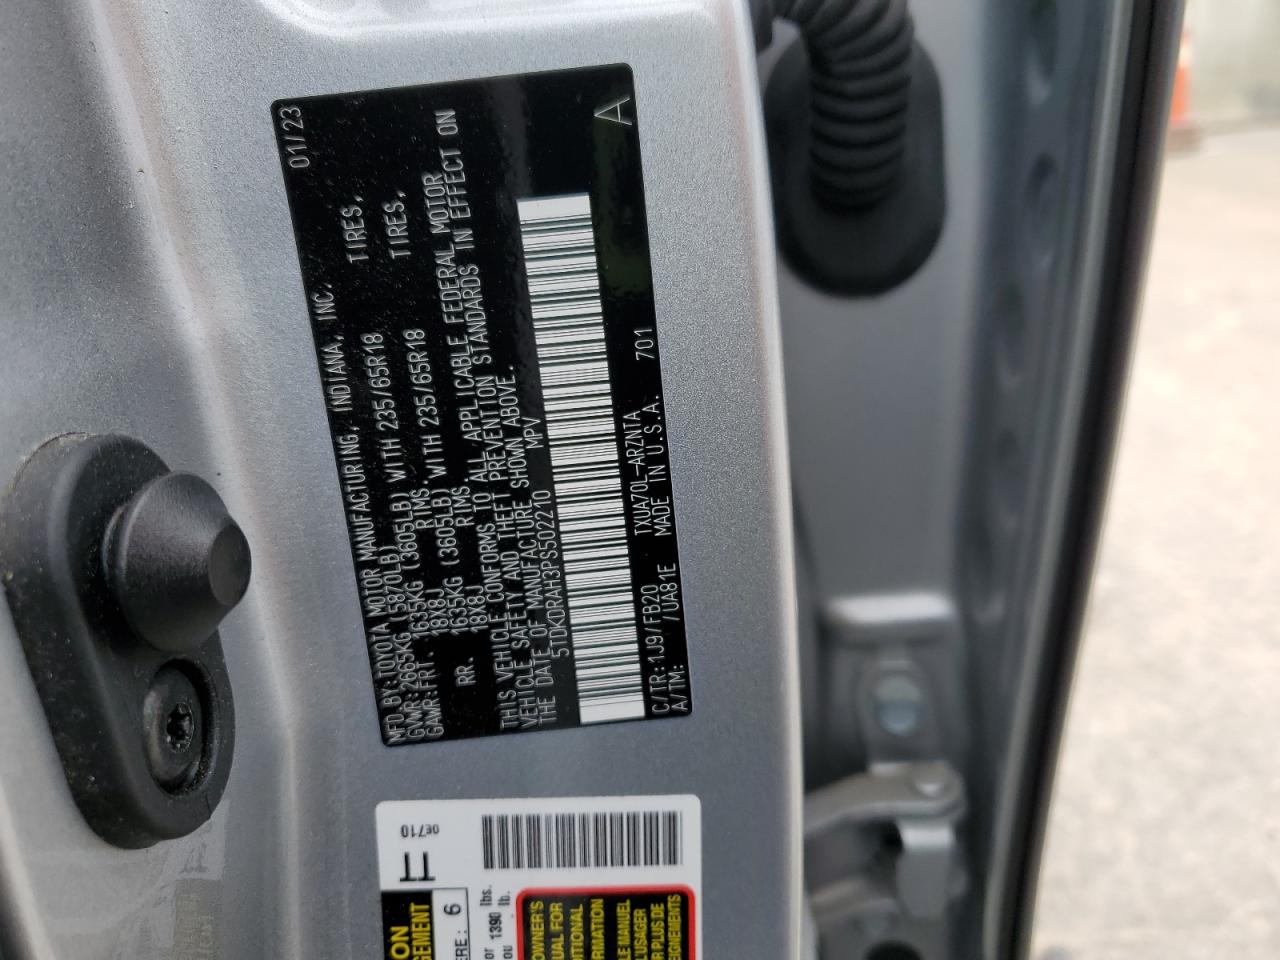 MFD.BY:TOYOTA MOTOR MANUFACTURING, INDIANA, INC. 01/23
GVWR:2665KG (5870LB)
GAWR:FRT. 1635KG (3605LB) WITH 235/65R18 TIRES,
18X8J RIMS,
RR. 1635KG (3605LB) WITH 235/65R18 TIRES,
18X8J RIMS
THIS VEHICLE CONFORMS TO ALL APPLICABLE FEDERAL MOTOR
VEHICLE SAFETY AND THEFT PREVENTION STANDARDS IN EFFECT ON
THE DATE OF MANUFACTURE SHOWN ABOVE.
5TDKDRAH3PS502210 MPV
A
C/TR:1J9/FB20 TXUA70L-ARZNTA
A/TM: /UA81E MADE IN U.S.A. 701
0E710
6
1390 lbs.
lb.